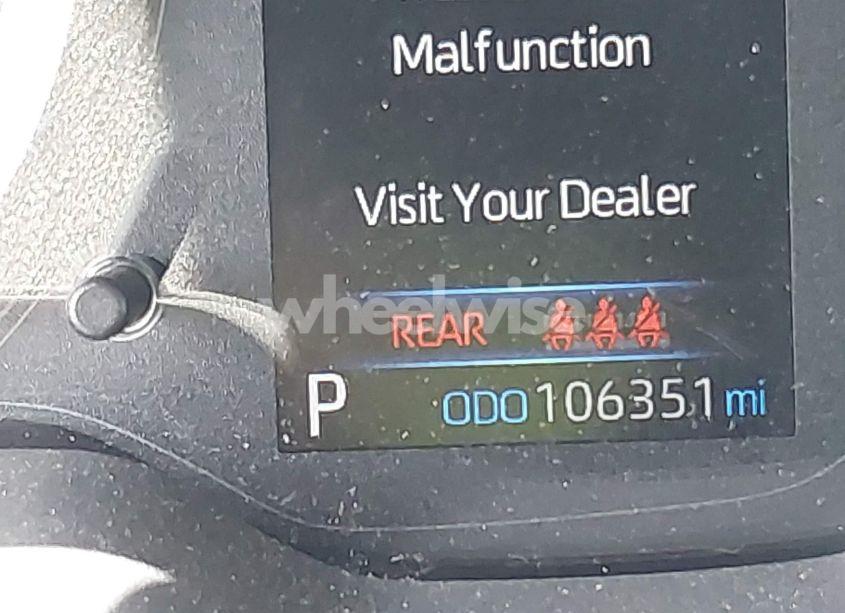 Malfunction
Visit Your Dealer
wheelwise
REAR
P ODO 106351 mi